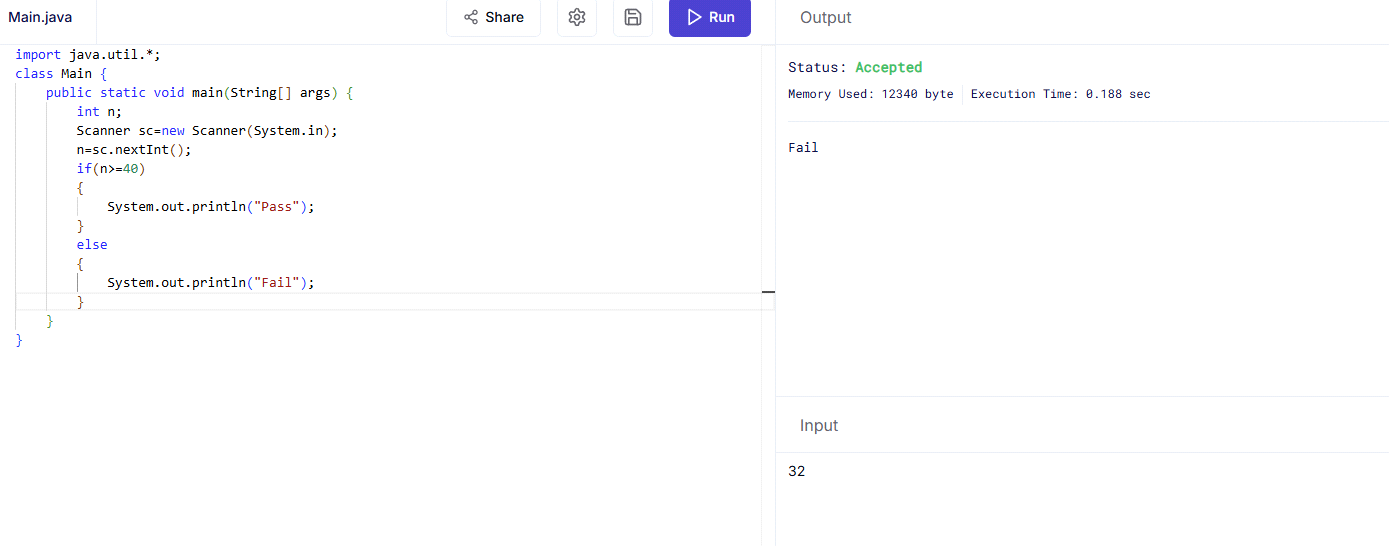 Main.java
Share
Run
import java.util.*;
class Main {
    public static void main(String[] args) {
        int n;
        Scanner sc=new Scanner(System.in);
        n=sc.nextInt();
        if(n>=40)
        {
            System.out.println("Pass");
        }
        else
        {
            System.out.println("Fail");
        }
    }
}
Output
Status: Accepted
Memory Used: 12340 byte Execution Time: 0.188 sec
Fail
Input
32